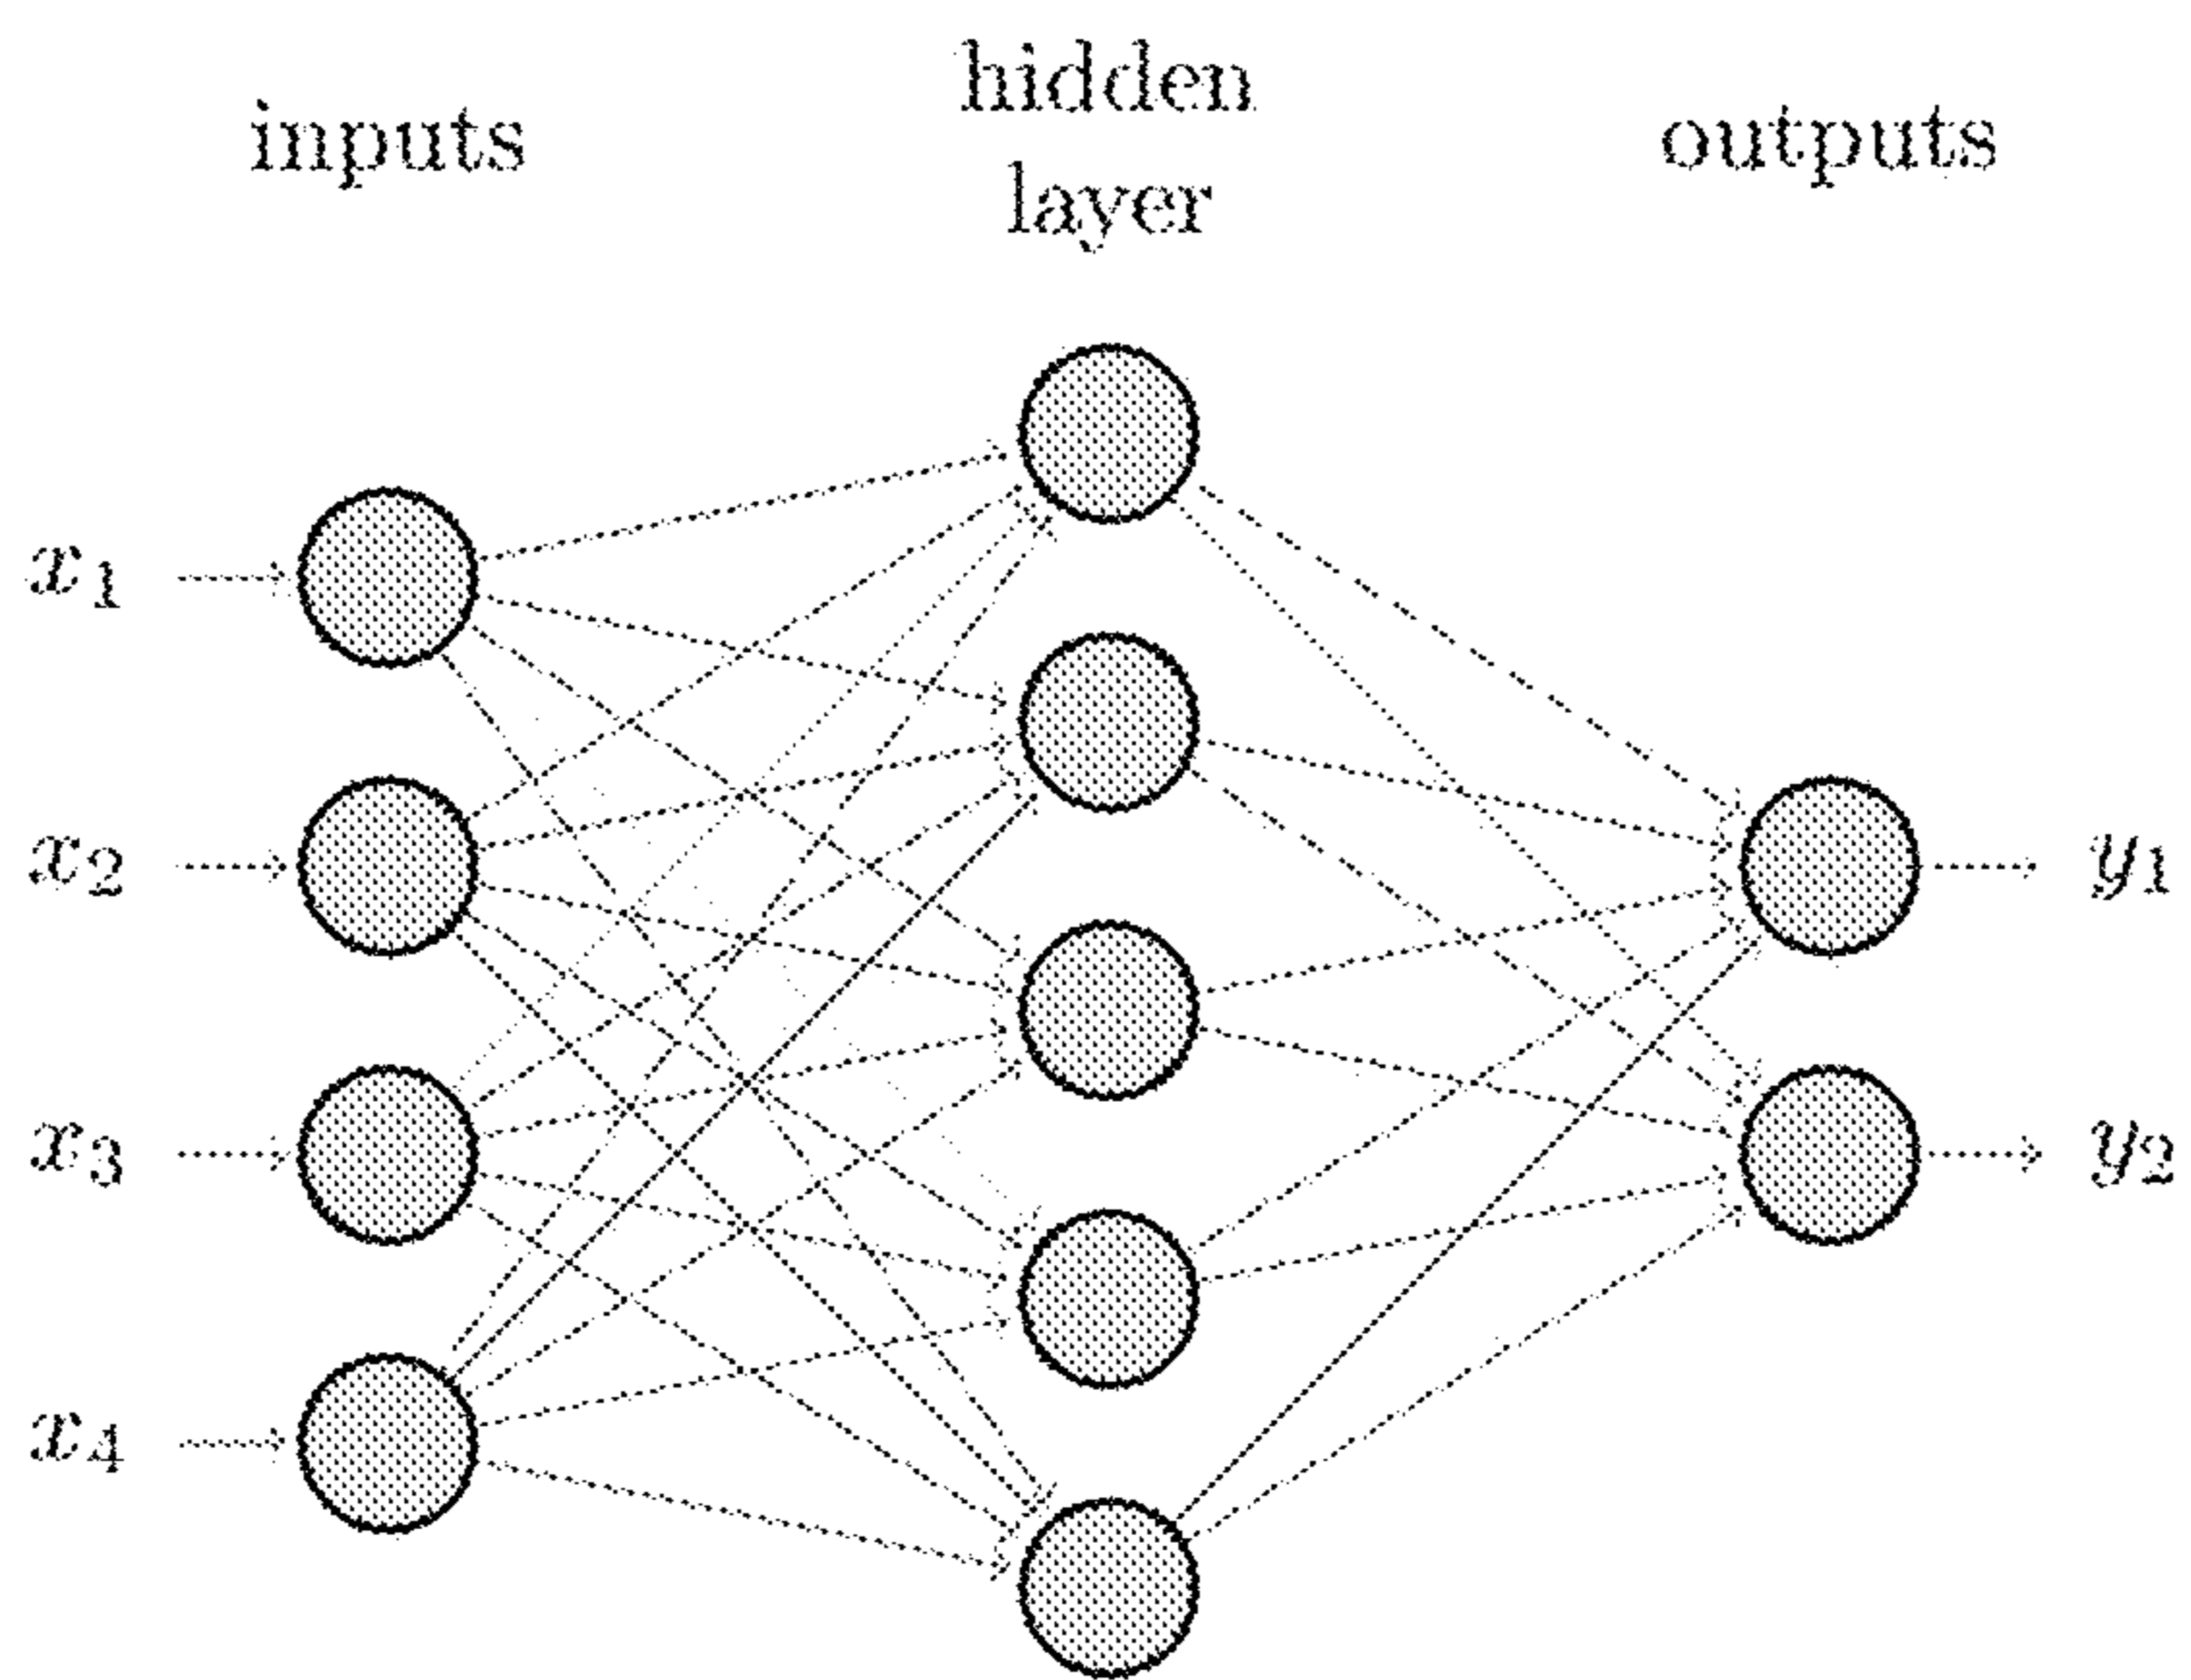 inputs
hidden
layer
outputs
x1
x2
x3
x4
y1
y2